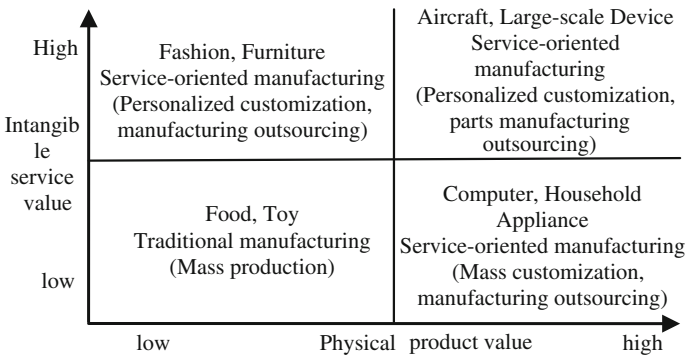 High
Intangib
le
service
value
low
Fashion, Furniture
Service-oriented manufacturing
(Personalized customization,
manufacturing outsourcing)
Aircraft, Large-scale Device
Service-oriented
manufacturing
(Personalized customization,
parts manufacturing
outsourcing)
Food, Toy
Traditional manufacturing
(Mass production)
Computer, Household
Appliance
Service-oriented manufacturing
(Mass customization,
manufacturing outsourcing)
low Physical product value high